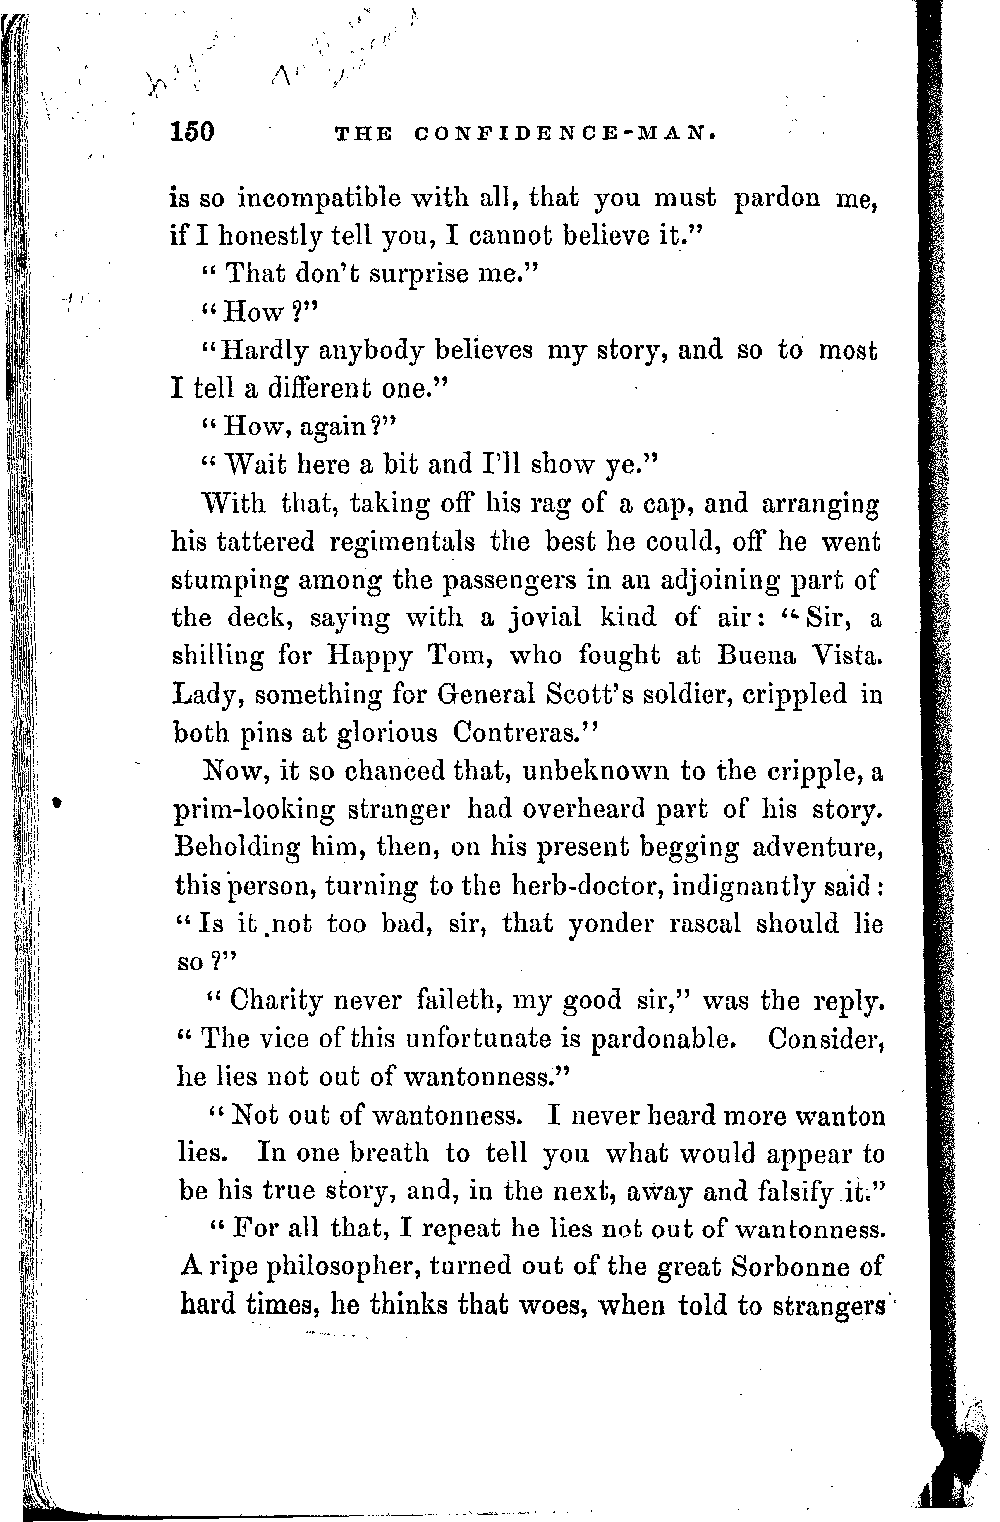 150 THE CONFIDENCE-MAN.
is so incompatible with all, that you must pardon me,
if I honestly tell you, I cannot believe it.”
“ That don’t surprise me.”
“ How ?”
“Hardly anybody believes my story, and so to most
I tell a different one.”
“ How, again ?”
“ Wait here a bit and I’ll show ye.”
With that, taking off his rag of a cap, and arranging
his tattered regimentals the best he could, off he went
stumping among the passengers in an adjoining part of
the deck, saying with a jovial kind of air: “ Sir, a
shilling for Happy Tom, who fought at Buena Vista.
Lady, something for General Scott’s soldier, crippled in
both pins at glorious Contreras.”
Now, it so chanced that, unbeknown to the cripple, a
prim-looking stranger had overheard part of his story.
Beholding him, then, on his present begging adventure,
this person, turning to the herb-doctor, indignantly said :
“ Is it not too bad, sir, that yonder rascal should lie
so ?”
“ Charity never faileth, my good sir,” was the reply.
“ The vice of this unfortunate is pardonable. Consider,
he lies not out of wantonness.”
“ Not out of wantonness. I never heard more wanton
lies. In one breath to tell you what would appear to
be his true story, and, in the next, away and falsify it.”
“ For all that, I repeat he lies not out of wantonness.
A ripe philosopher, turned out of the great Sorbonne of
hard times, he thinks that woes, when told to strangers